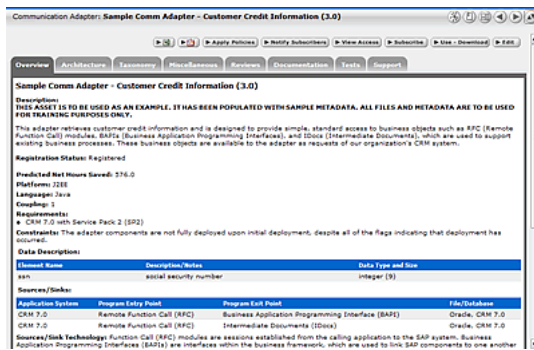 Communication Adapter: Sample Comm Adapter - Customer Credit Information (3.0)
Apply Policies Notify Subscribers View Access Subscribe Use - Download Edit
Overview Architecture Taxonomy Miscellaneous Reviews Documentation Tests Support
Sample Comm Adapter - Customer Credit Information (3.0)
Description:
THIS ASSET IS TO BE USED AS AN EXAMPLE. IT HAS BEEN POPULATED WITH SAMPLE METADATA. ALL FILES AND METADATA ARE TO BE USED
FOR TRAINING PURPOSES ONLY.
This adapter retrieves customer credit information and is designed to provide simple, standard access to business objects such as RFC (Remote
Function Call) modules, BAPIs (Business Application Programming Interfaces), and IDocs (Intermediate Documents), which are used to support
existing business processes. These business objects are available to the adapter as requests of our organization's CRM system.
Registration Status: Registered
Predicted Net Hours Saved: 576.0
Platform: J2EE
Language: Java
Coupling: 1
Requirements:
• CRM 7.0 with Service Pack 2 (SP2)
Constraints: The adapter components are not fully deployed upon initial deployment, despite all of the flags indicating that deployment has
occurred.
Data Description:
Element Name Description/Notes Data Type and Size
ssn social security number integer (9)
Sources/Sinks:
Application System Program Entry Point Program Exit Point File/Database
CRM 7.0 Remote Function Call (RFC) Business Application Programming Interface (BAPI) Oracle, CRM 7.0
CRM 7.0 Remote Function Call (RFC) Intermediate Documents (IDocs) Oracle, CRM 7.0
Sources/Sink Technology: Function Call (RFC) modules are sessions established from the calling application to the SAP system. Business
Application Programming Interfaces (BAPIs) are interfaces within the business framework, which are used to link SAP components to one another